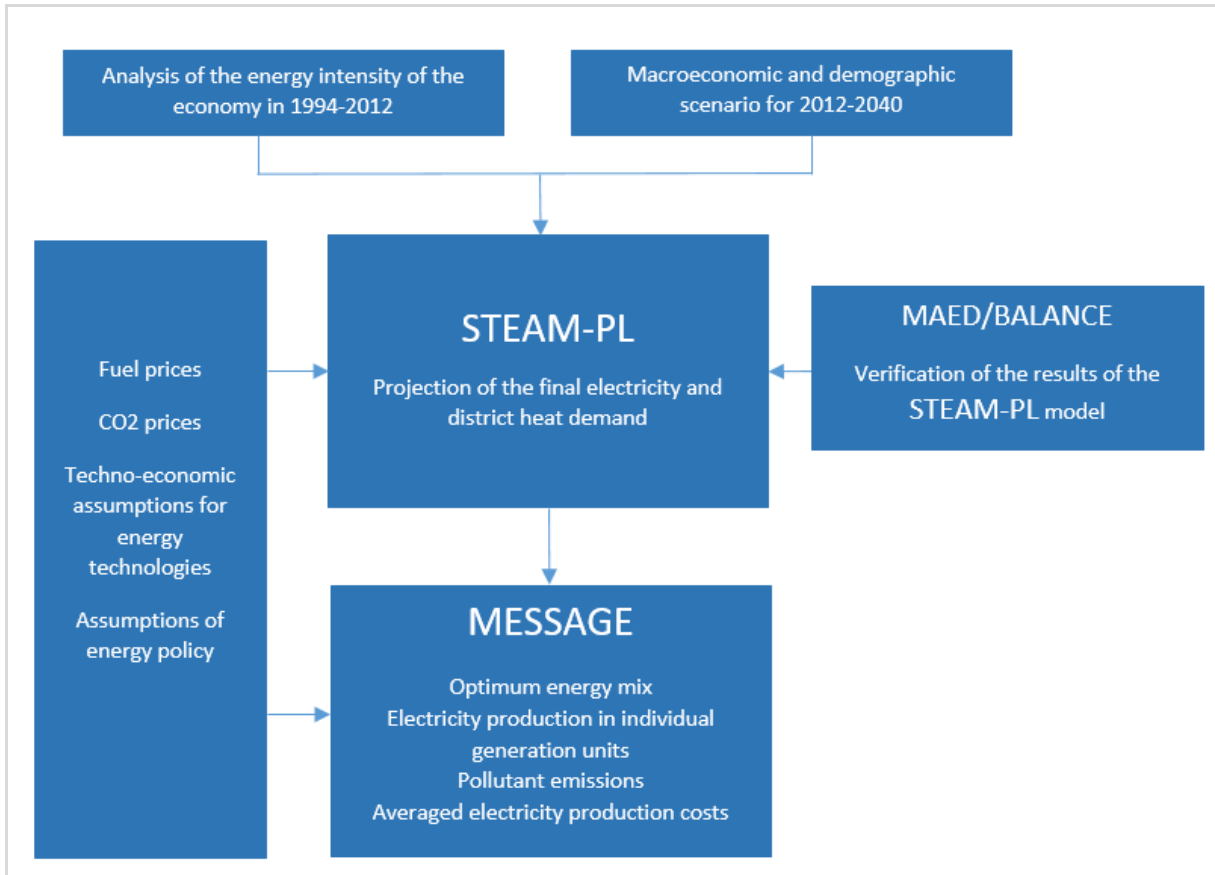 Analysis of the energy intensity of the
economy in 1994-2012
Macroeconomic and demographic
scenario for 2012-2040
Fuel prices
CO2 prices
Techno-economic
assumptions for
energy
technologies
Assumptions of
energy policy
STEAM-PL
Projection of the final electricity and
district heat demand
MAED/BALANCE
Verification of the results of the
STEAM-PL model
MESSAGE
Optimum energy mix
Electricity production in individual
generation units
Pollutant emissions
Averaged electricity production costs